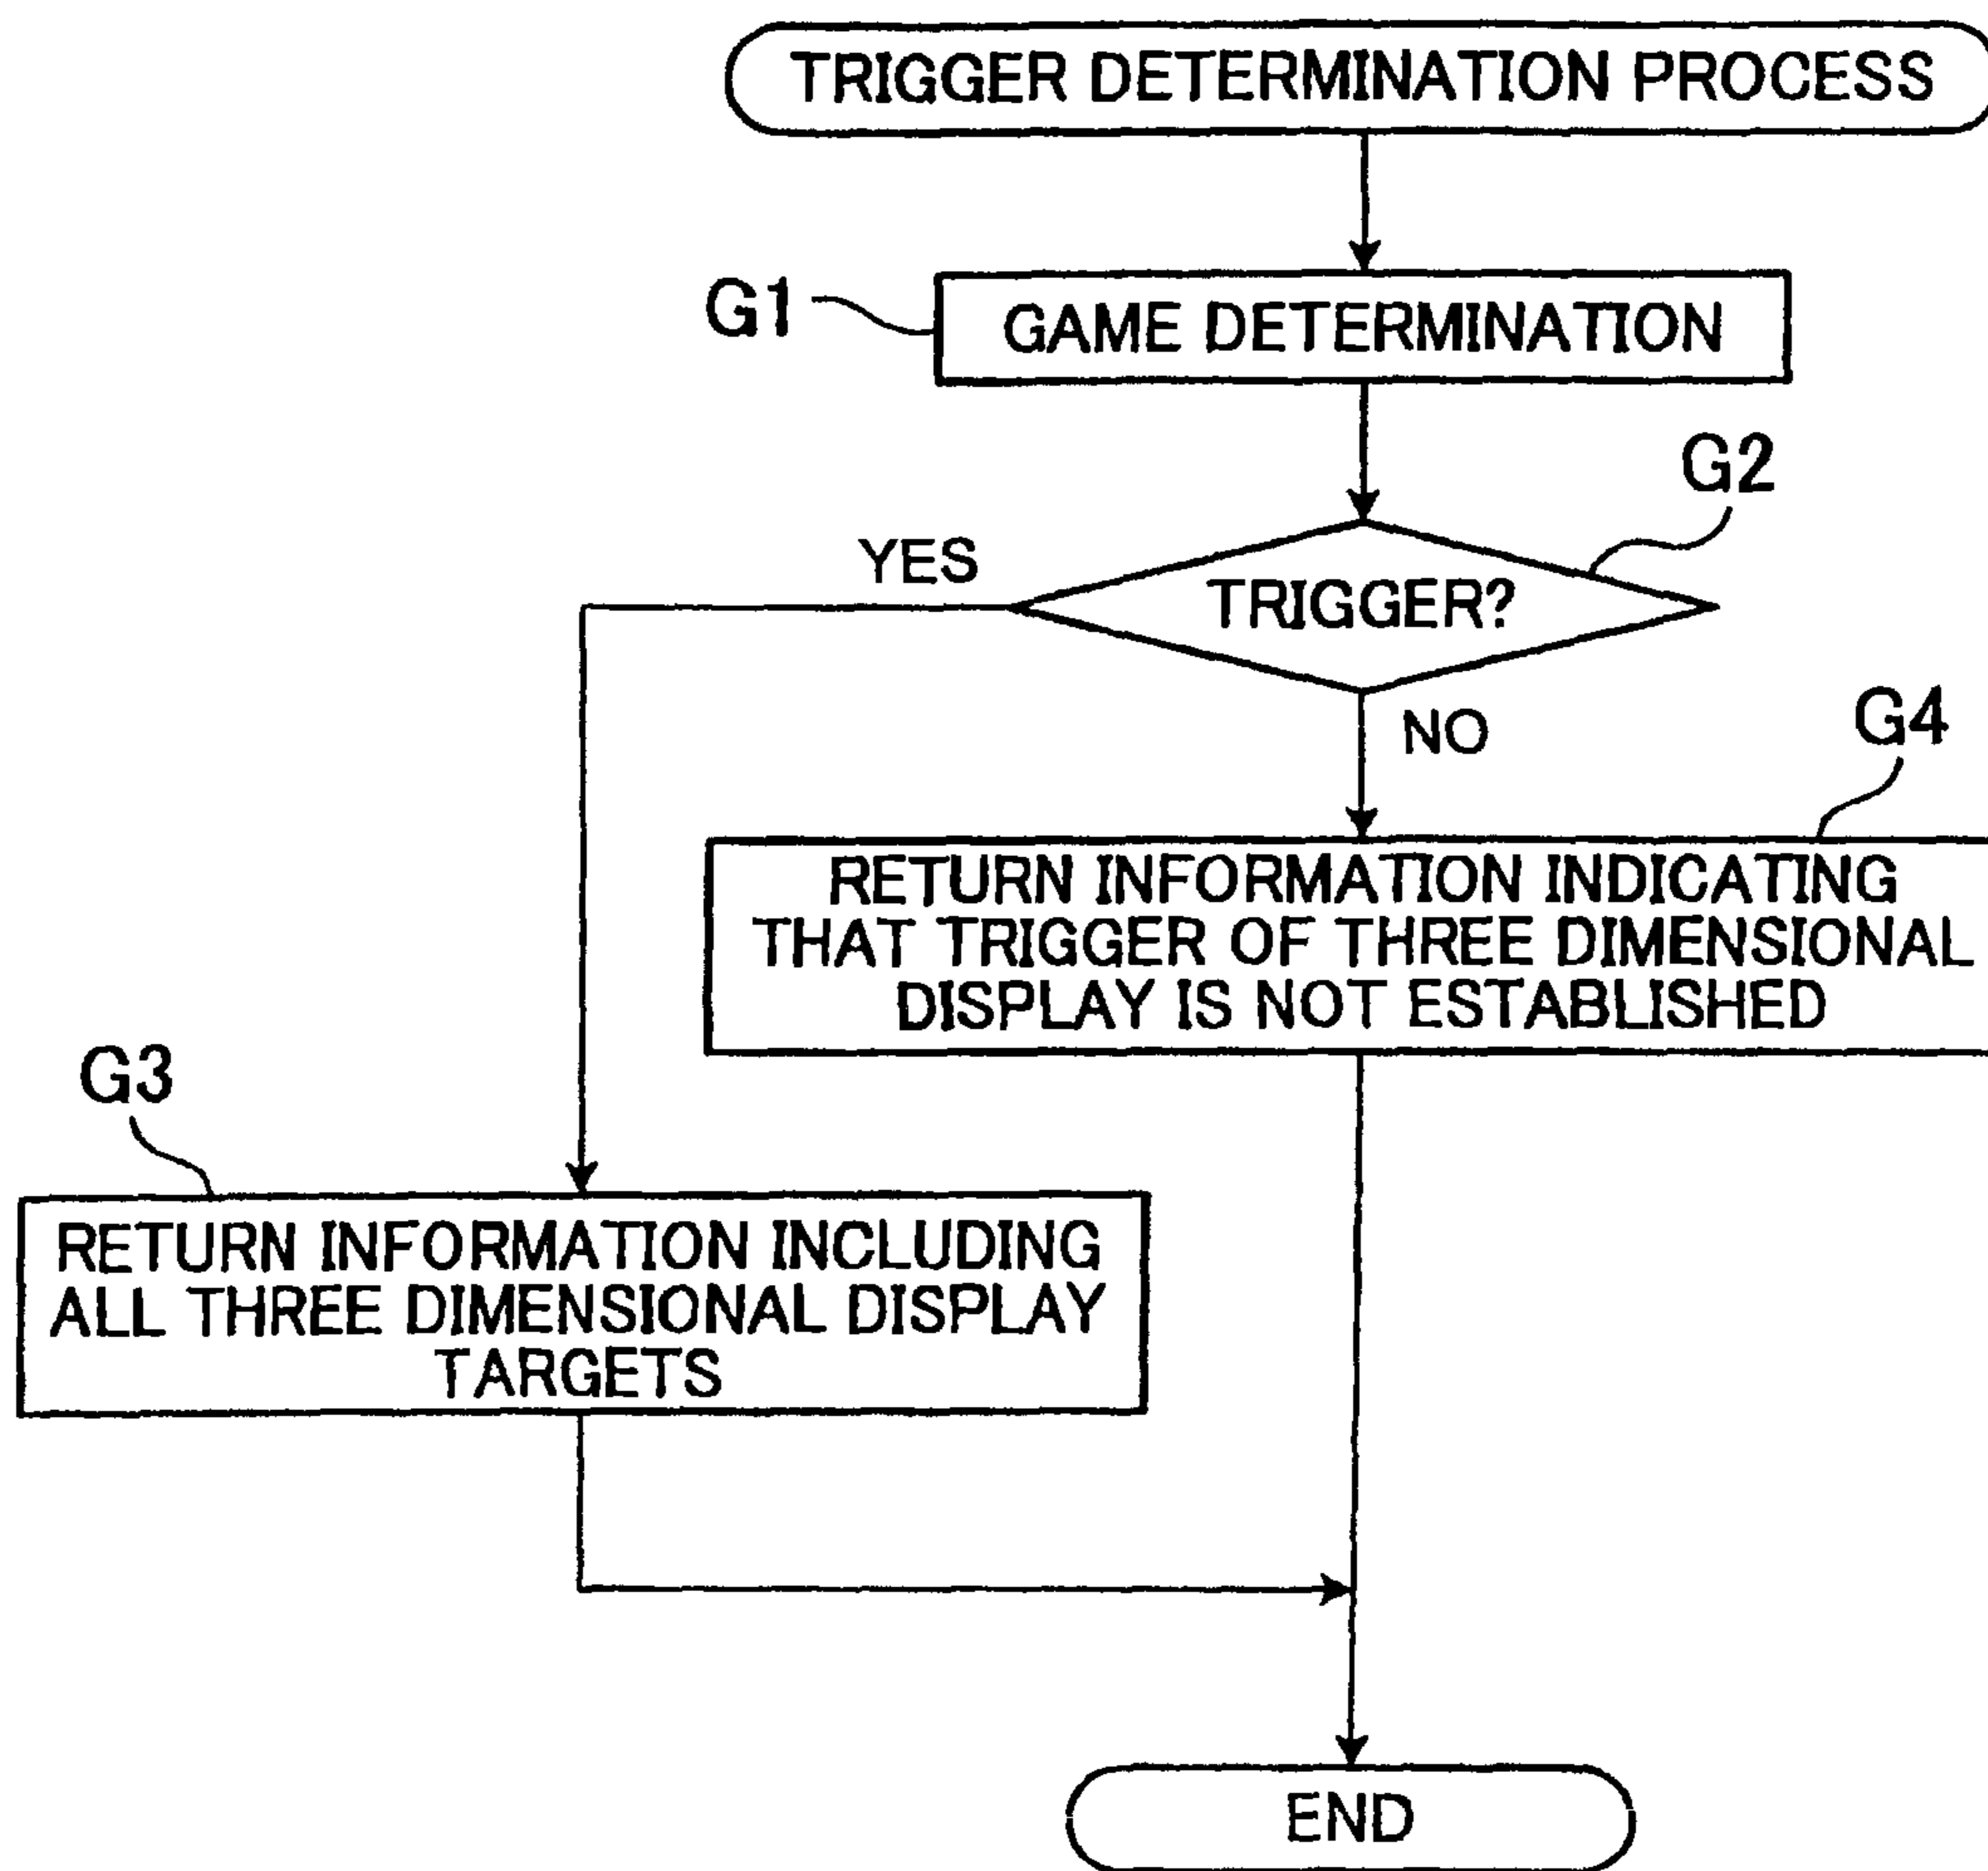 TRIGGER DETERMINATION PROCESS
G1
GAME DETERMINATION
G2
YES
TRIGGER?
NO
G4
RETURN INFORMATION INDICATING
THAT TRIGGER OF THREE DIMENSIONAL
DISPLAY IS NOT ESTABLISHED
G3
RETURN INFORMATION INCLUDING
ALL THREE DIMENSIONAL DISPLAY
TARGETS
END